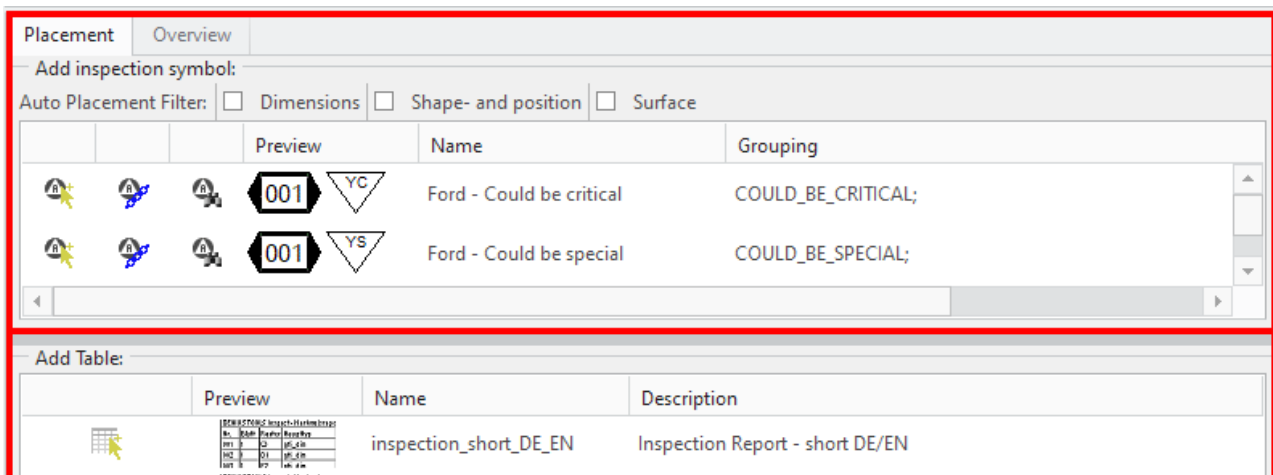 Placement Overview
Add inspection symbol:
Auto Placement Filter: Dimensions Shape- and position Surface
Preview Name Grouping
001 YC Ford - Could be critical COULD_BE_CRITICAL;
001 YS Ford - Could be special COULD_BE_SPECIAL;
Add Table:
Preview Name Description
inspection_short_DE_EN Inspection Report - short DE/EN